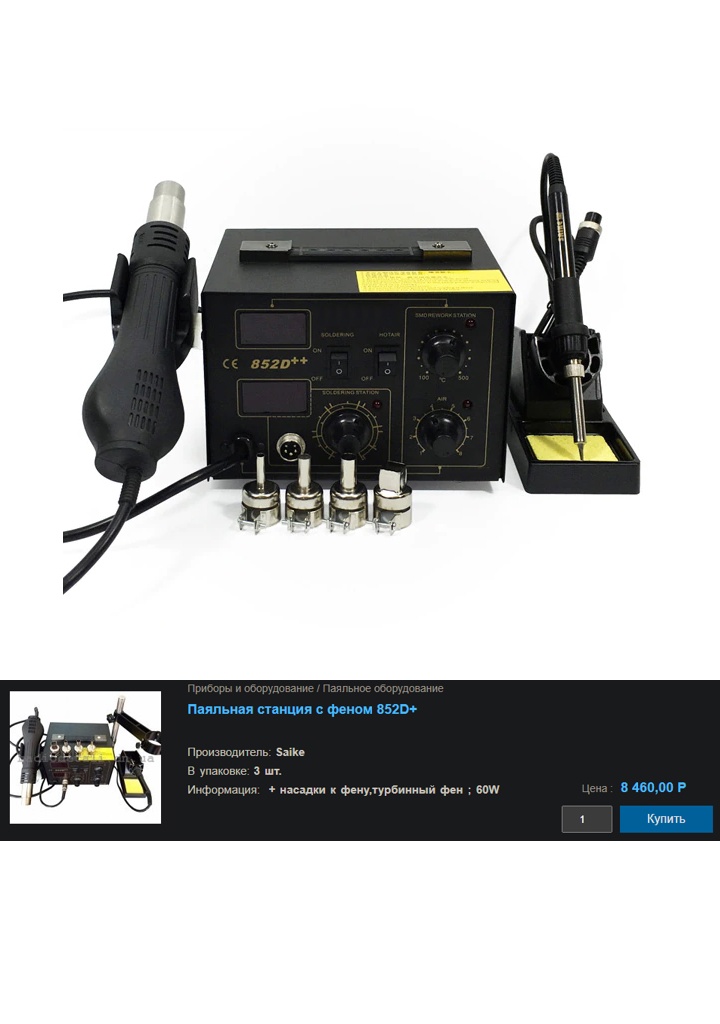 SMD REWORK STATION
SOLDERING
HOTAIR
ON
ON
CE 852D++
OFF
OFF
100 °C 500
SOLDERING STATION
AIR
Приборы и оборудование / Паяльное оборудование
Паяльная станция с феном 852D+
Производитель: Saike
В упаковке: 3 шт.
Информация: + насадки к фену,турбинный фен ; 60W
Цена : 8 460,00 Р
1 Купить